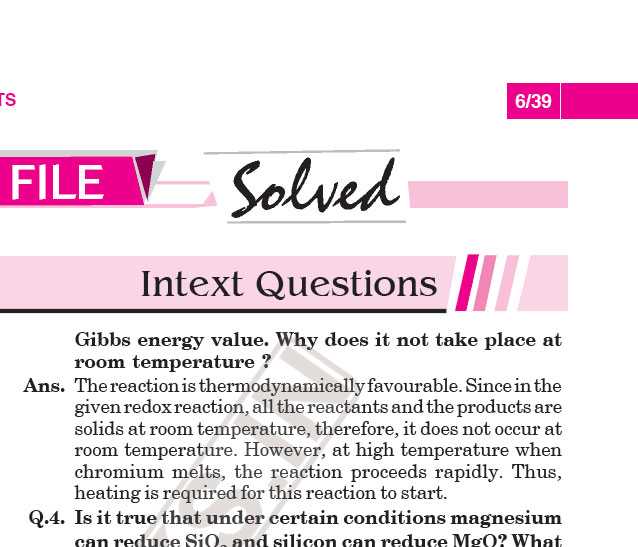 TS
6/39
FILE
Solved
Intext Questions
Gibbs energy value. Why does it not take place at
room temperature ?
Ans. The reaction is thermodynamically favourable. Since in the
given redox reaction, all the reactants and the products are
solids at room temperature, therefore, it does not occur at
room temperature. However, at high temperature when
chromium melts, the reaction proceeds rapidly. Thus,
heating is required for this reaction to start.
Q.4. Is it true that under certain conditions magnesium
can reduce SiO₂ and silicon can reduce MgO? What
S IN